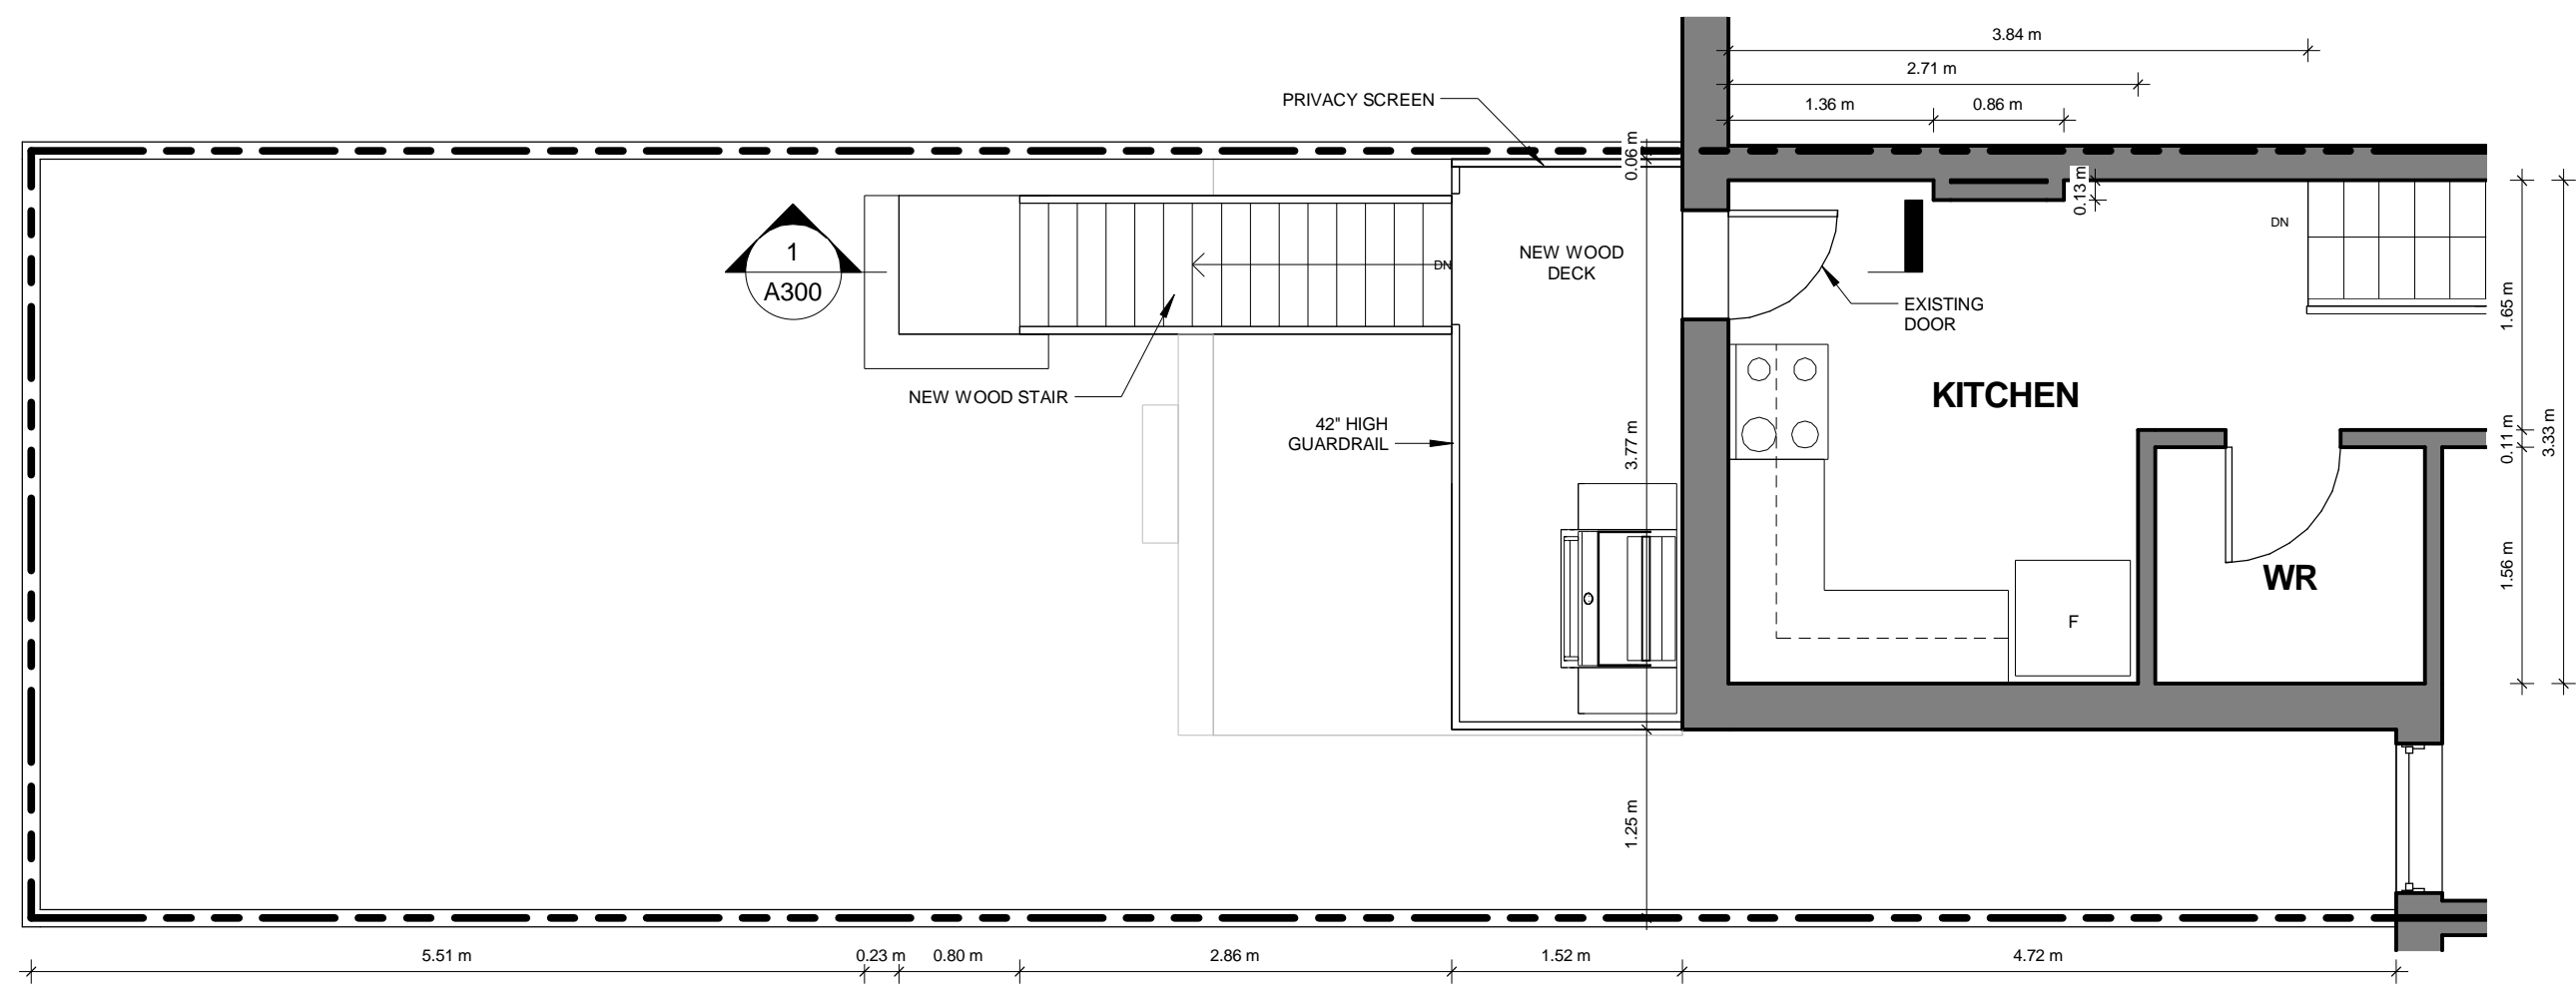 3.84 m
2.71 m
1.36 m
0.86 m
PRIVACY SCREEN
0.06 m
0.13 m
1
A300
DN
NEW WOOD
DECK
DN
EXISTING
DOOR
1.65 m
NEW WOOD STAIR
KITCHEN
42" HIGH
GUARDRAIL
3.77 m
0.11 m
3.33 m
1.56 m
WR
F
1.25 m
5.51 m
0.23 m
0.80 m
2.86 m
1.52 m
4.72 m